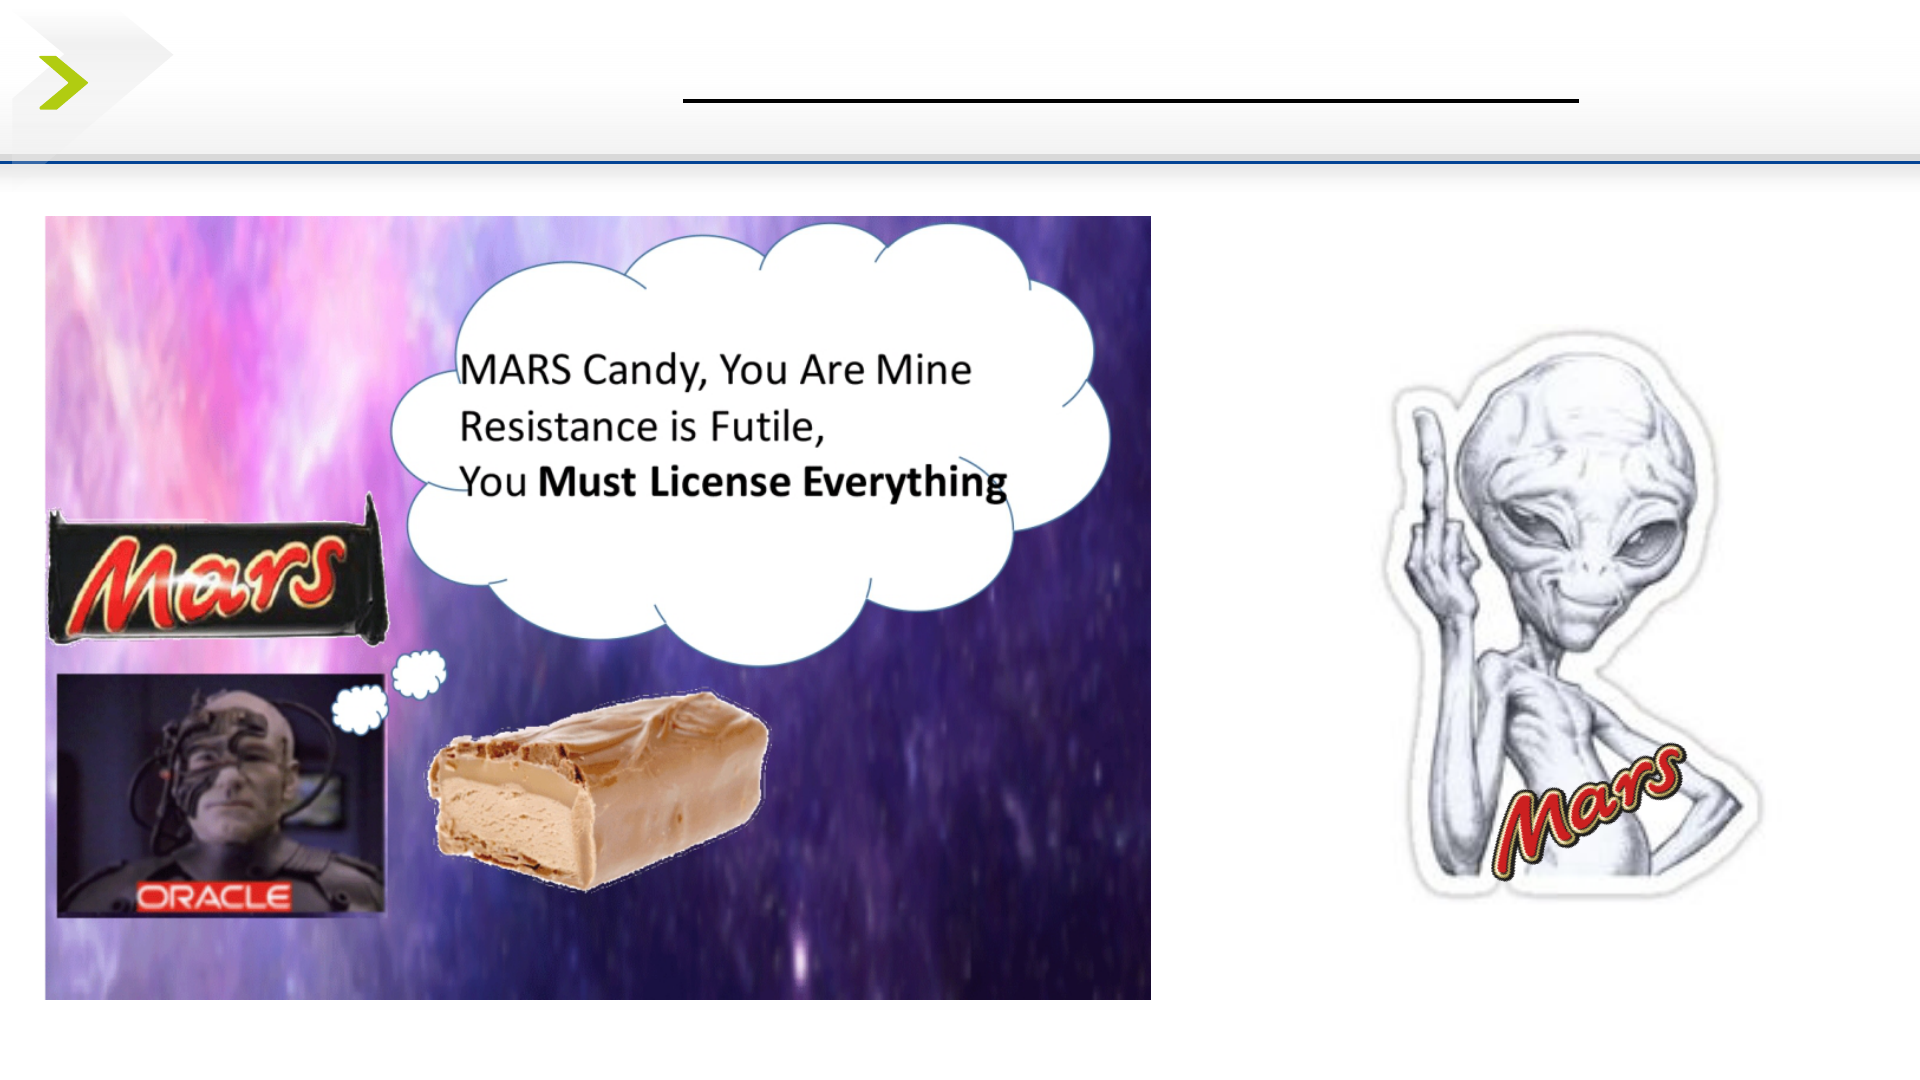 MARS Candy, You Are Mine
Resistance is Futile,
You Must License Everything
Mars
ORACLE
Mars